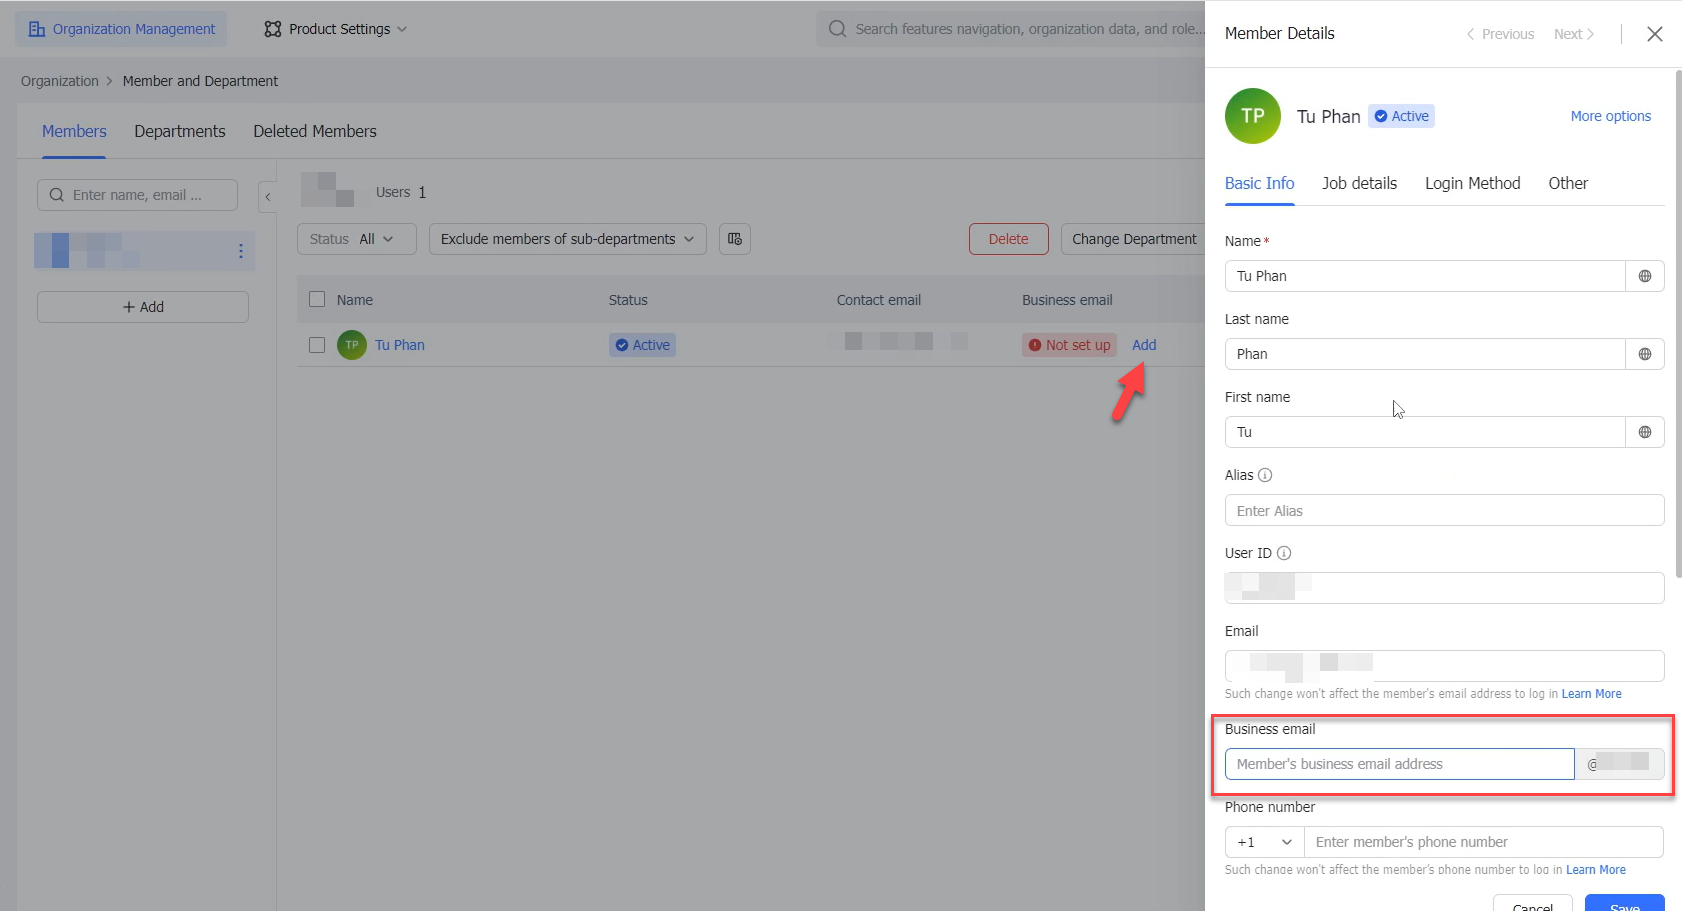 Organization Management
Product Settings
Search features navigation, organization data, and role...
Organization > Member and Department
Members Departments Deleted Members
Enter name, email ...
Users 1
Status All
Exclude members of sub-departments
Delete
Change Department
+ Add
Name Status Contact email Business email
TP Tu Phan Active Not set up Add
Member Details
Previous Next
TP Tu Phan Active More options
Basic Info Job details Login Method Other
Name *
Tu Phan
Last name
Phan
First name
Tu
Alias
Enter Alias
User ID
Email
Such change won't affect the member's email address to log in Learn More
Business email
Member's business email address @
Phone number
+1 Enter member's phone number
Such change won't affect the member's phone number to log in Learn More
Cancel Save